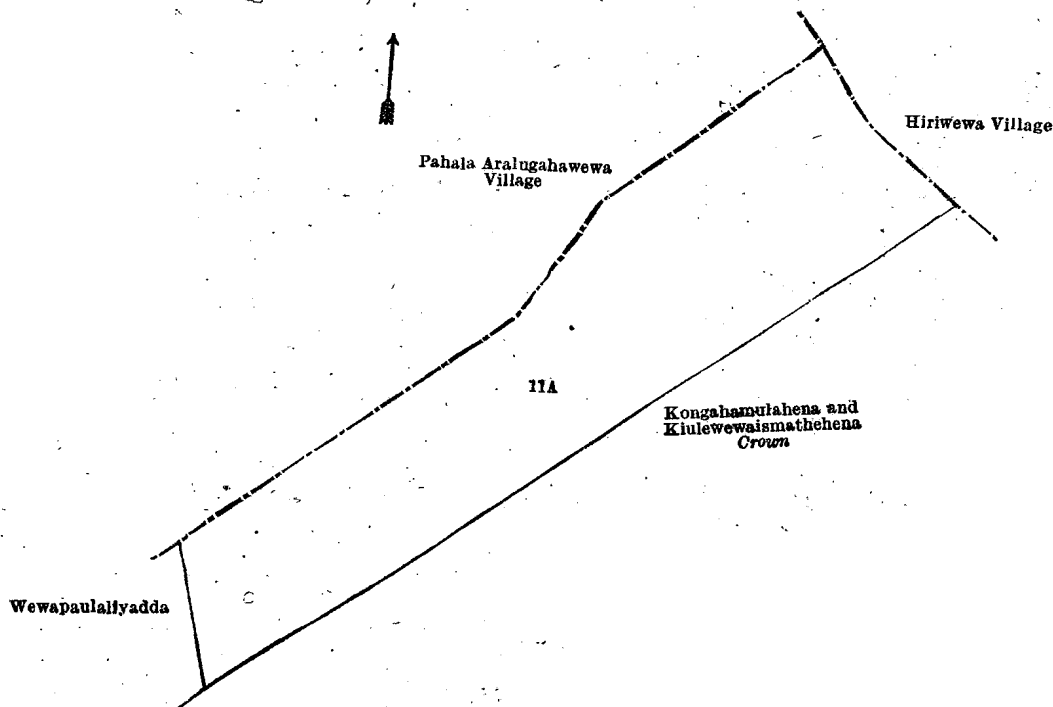 Hiriwewa Village
Pahala Aralugahawewa
Village
11A
Kongahamulahena and
Kiulewewaismathehena
Crown
Wewapaulaliyadda